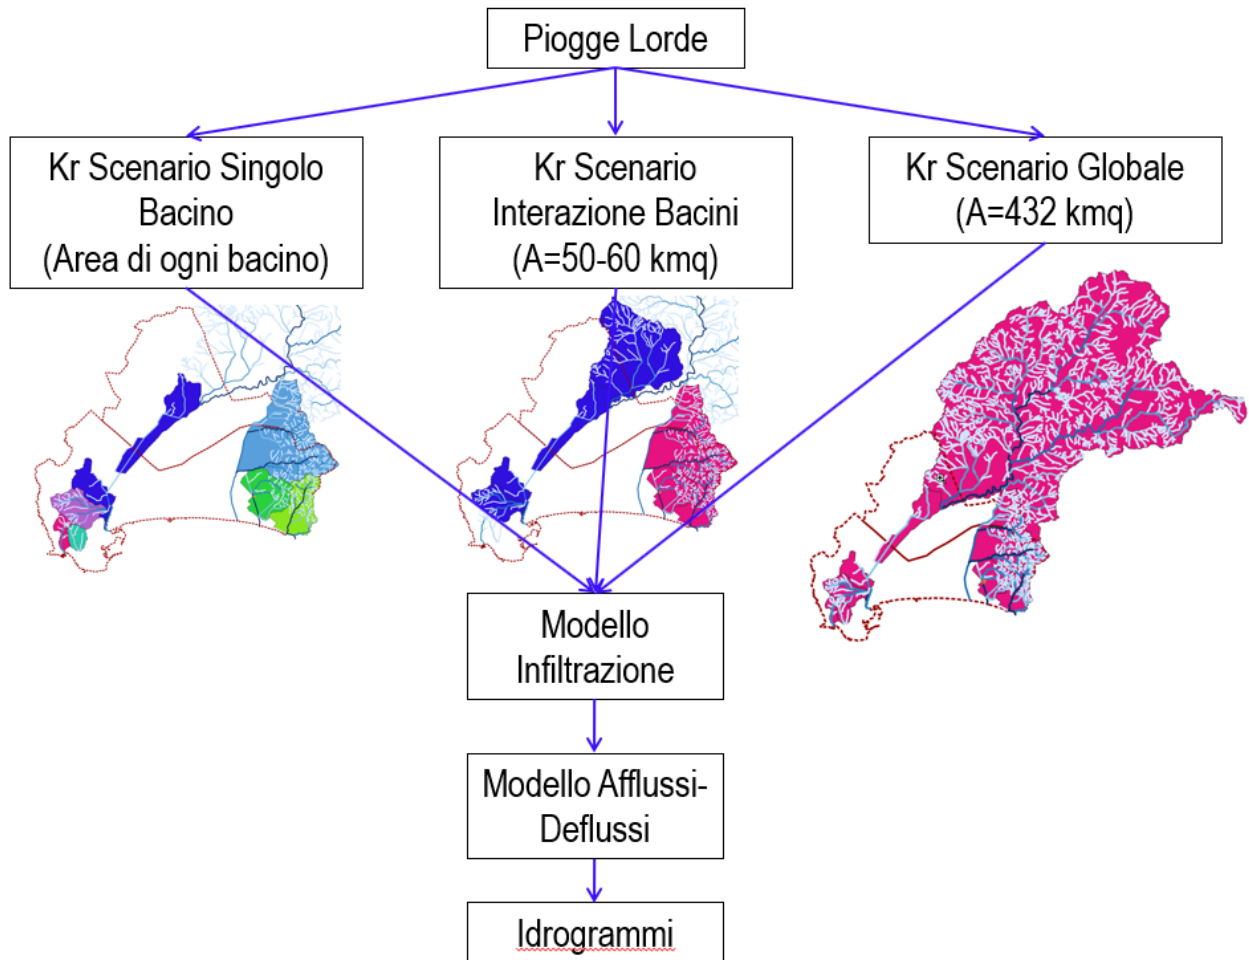 Piogge Lorde
Kr Scenario Singolo
Bacino
(Area di ogni bacino)
Kr Scenario
Interazione Bacini
(A=50-60 kmq)
Kr Scenario Globale
(A=432 kmq)
Modello
Infiltrazione
Modello Afflussi-
Deflussi
Idrogrammi